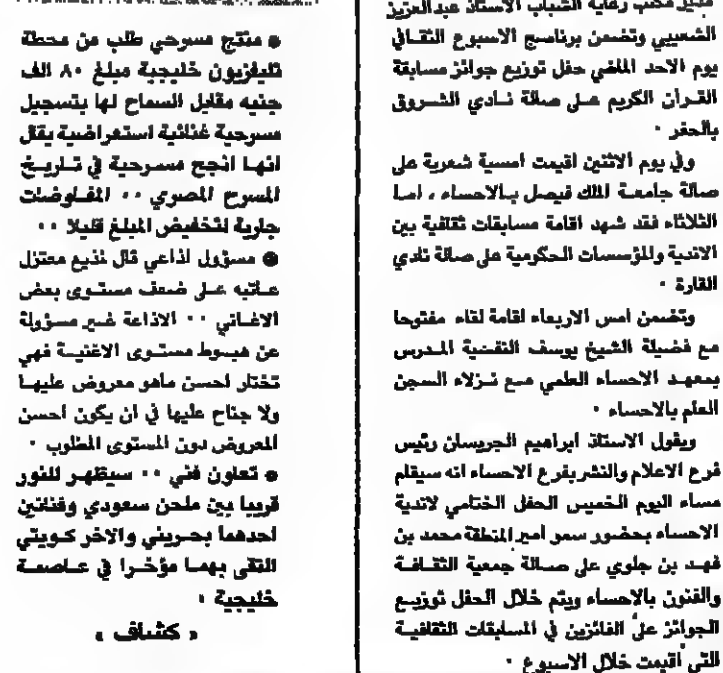 مدير مكتب رعاية الشباب الاستاذ عبدالعزيز
الشعيبي وتضمن برنامج الاسبوع الثقافي
يوم الاحد الماضي حفل توزيع جوائز مسابقة
القرآن الكريم على صالة نادي الشروق
بالحفر .
وفي يوم الاثنين اقيمت امسية شعرية على
صالة جامعة الملك فيصل بالاحساء ، اما
الثلاثاء فقد شهد اقامة مسابقات ثقافية بين
الاندية والمؤسسات الحكومية على صالة نادي
القارة .
وتضمن امس الاربعاء اقامة لقاء مفتوحا
مع فضيلة الشيخ يوسف النفضية المدرس
بمعهد الاحساء العلمي مع نزلاء السجن
العام بالاحساء .
ويقول الاستاذ ابراهيم الجريسان رئيس
فرع الاعلام والنشر بفرع الاحساء انه سيقام
مساء اليوم الخميس الحفل الختامي لاندية
الاحساء بحضور سمو امير المنطقة محمد بن
فهد بن جلوي على صالة جمعية الثقافة
والفنون بالاحساء ويتم خلال الحفل توزيع
الجوائز على الفائزين في المسابقات الثقافية
التي اقيمت خلال الاسبوع .
● منتج مسرحي طلب من محطة
تليفزيون خليجية مبلغ ٨٠ الف
جنيه مقابل السماح لها بتسجيل
مسرحية غنائية استعراضية يقال
انها انجح مسرحية في تاريخ
المسرح المصري .. المفاوضات
جارية لتخفيض المبلغ قليلا ..
● مسؤول اذاعي قال لمذيع معتزل
عاتبه على ضعف مستوى بعض
الاغاني .. الاذاعة غير مسؤولة
عن هبوط مستوى الاغنية فهي
تختار احسن ماهو معروض عليها
ولا جناح عليها في ان يكون احسن
المعروض دون المستوى المطلوب .
● تعاون فني .. سيظهر للنور
قريبا بين ملحن سعودي وفنانين
احدهما بحريني والاخر كويتي
التقى بهما مؤخرا في عاصمة
خليجية .
« كشاف »